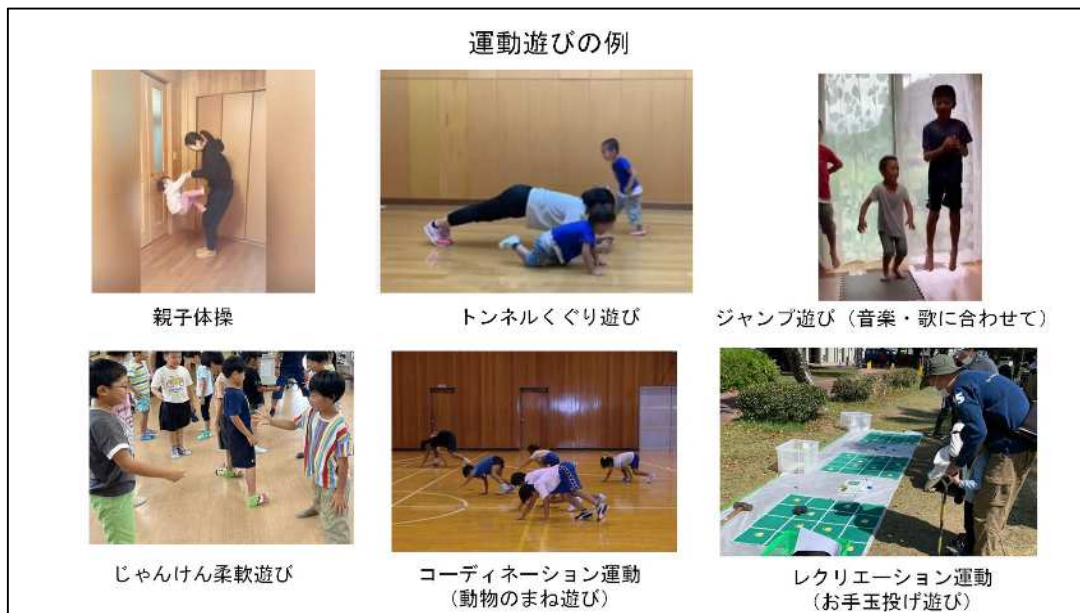 運動遊びの例
親子体操
トンネルくぐり遊び
ジャンプ遊び（音楽・歌に合わせて）
じゃんけん柔軟遊び
コーディネーション運動
（動物のまね遊び）
レクリエーション運動
（お手玉投げ遊び）